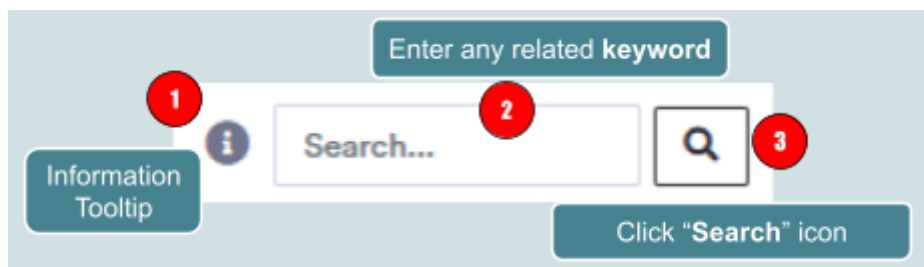 Enter any related keyword
1
2
i
Search...
3
Information
Tooltip
Click “Search” icon